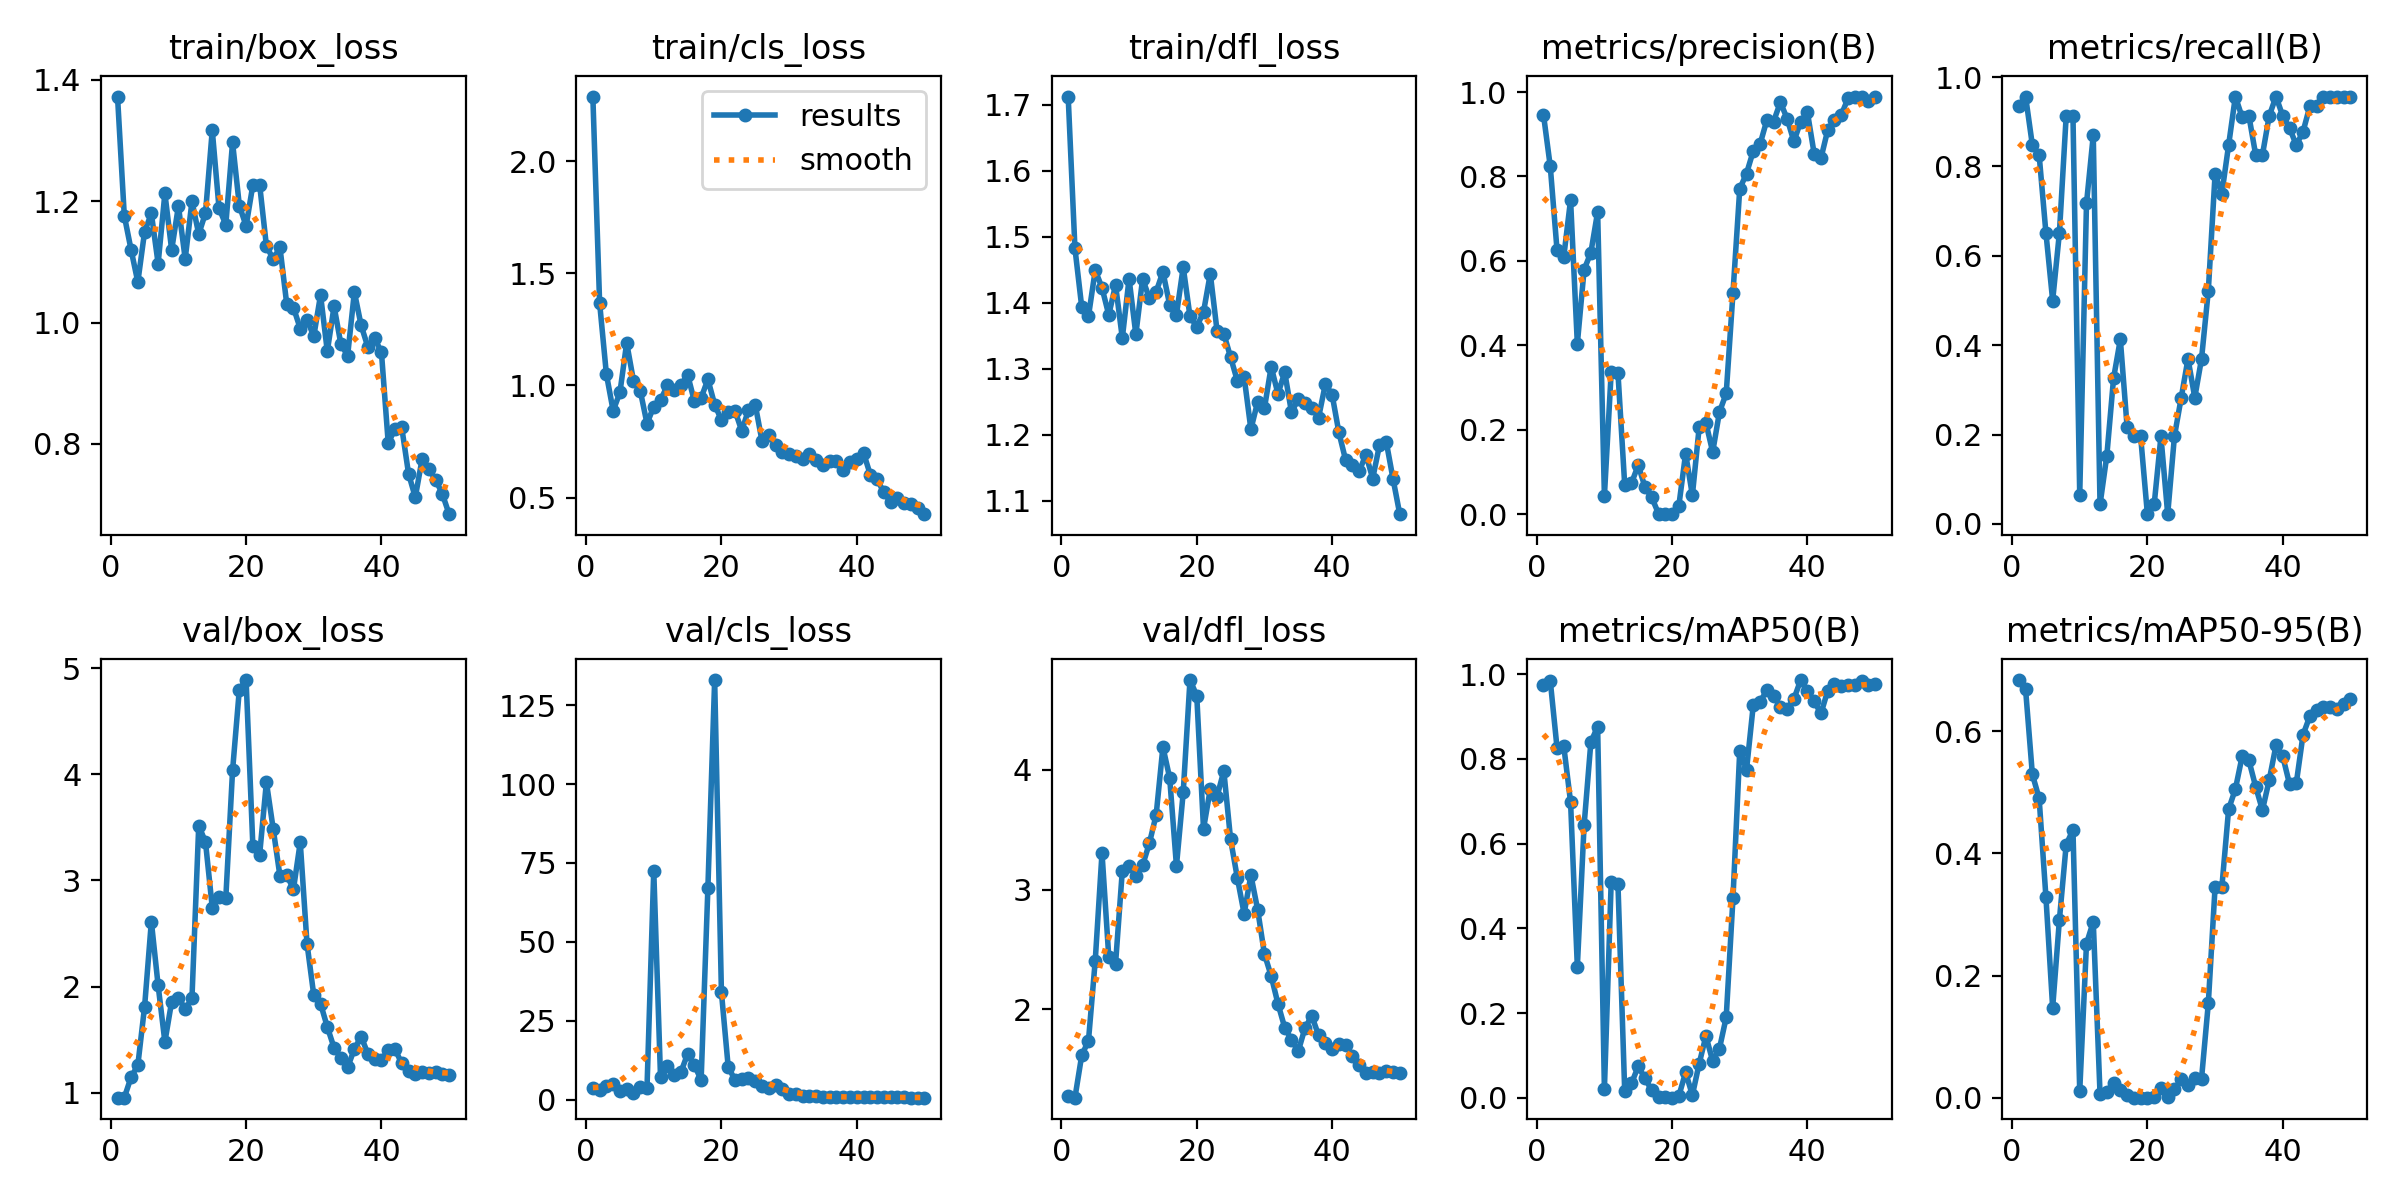 train/box_loss
1.4
1.2
1.0
0.8
0 20 40
train/cls_loss
results
smooth
2.0
1.5
1.0
0.5
0 20 40
train/dfl_loss
1.7
1.6
1.5
1.4
1.3
1.2
1.1
0 20 40
metrics/precision(B)
1.0
0.8
0.6
0.4
0.2
0.0
0 20 40
metrics/recall(B)
1.0
0.8
0.6
0.4
0.2
0.0
0 20 40
val/box_loss
5
4
3
2
1
0 20 40
val/cls_loss
125
100
75
50
25
0
0 20 40
val/dfl_loss
4
3
2
0 20 40
metrics/mAP50(B)
1.0
0.8
0.6
0.4
0.2
0.0
0 20 40
metrics/mAP50-95(B)
0.6
0.4
0.2
0.0
0 20 40